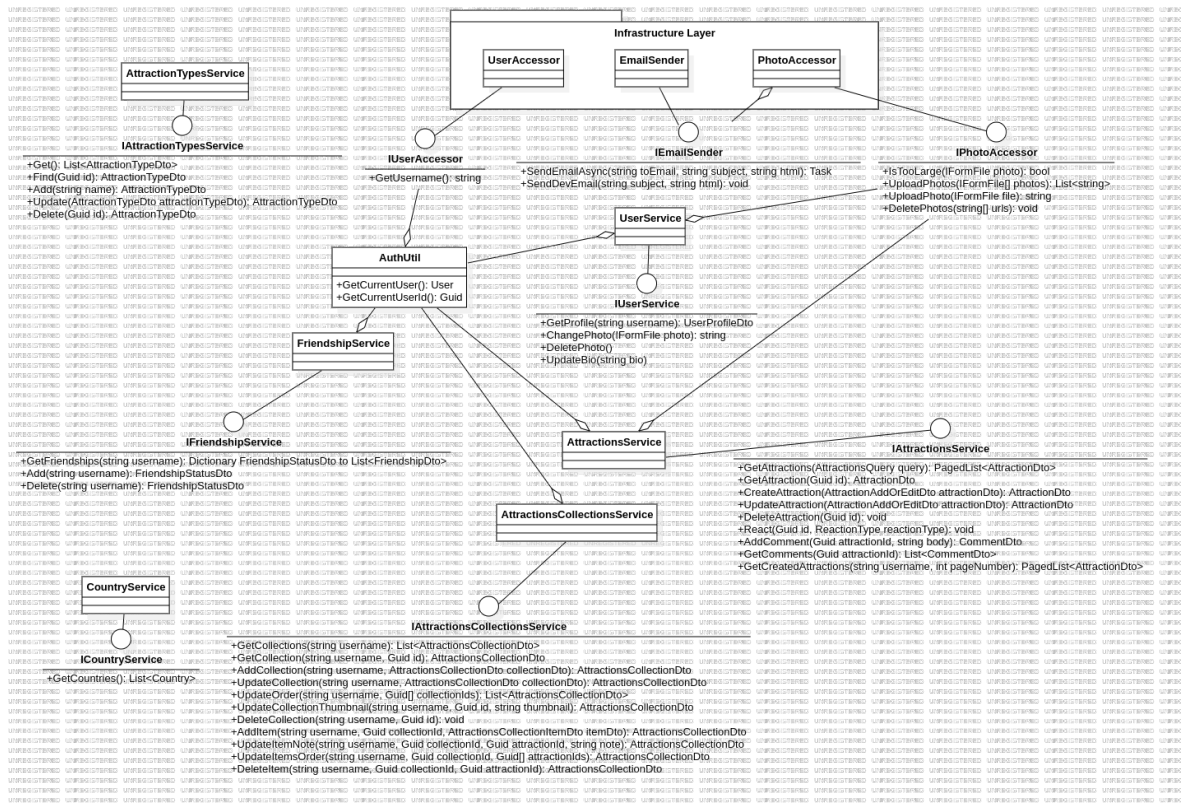 Infrastructure Layer
UserAccessor
EmailSender
PhotoAccessor
AttractionTypesService
IAttractionTypesService
+Get(): List<AttractionTypeDto>
+Find(Guid id): AttractionTypeDto
+Add(string name): AttractionTypeDto
+Update(AttractionTypeDto attractionTypeDto): AttractionTypeDto
+Delete(Guid id): AttractionTypeDto
IUserAccessor
+GetUsername(): string
IEmailSender
+SendEmailAsync(string toEmail, string subject, string html): Task
+SendDevEmail(string subject, string html): void
IPhotoAccessor
+IsTooLarge(IFormFile photo): bool
+UploadPhotos(IFormFile[] photos): List<string>
+UploadPhoto(IFormFile file): string
+DeletePhotos(string[] urls): void
UserService
AuthUtil
+GetCurrentUser(): User
+GetCurrentUserId(): Guid
IUserService
+GetProfile(string username): UserProfileDto
+ChangePhoto(IFormFile photo): string
+DeletePhoto()
+UpdateBio(string bio)
FriendshipService
IFriendshipService
+GetFriendships(string username): Dictionary FriendshipStatusDto to List<FriendshipDto>
+Add(string username): FriendshipStatusDto
+Delete(string username): FriendshipStatusDto
AttractionsService
IAttractionsService
+GetAttractions(AttractionsQuery query): PagedList<AttractionDto>
+GetAttraction(Guid id): AttractionDto
+CreateAttraction(AttractionAddOrEditDto attractionDto): AttractionDto
+UpdateAttraction(AttractionAddOrEditDto attractionDto): AttractionDto
+DeleteAttraction(Guid id): void
+React(Guid id, ReactionType reactionType): void
+AddComment(Guid attractionId, string body): CommentDto
+GetComments(Guid attractionId): List<CommentDto>
+GetCreatedAttractions(string username, int pageNumber): PagedList<AttractionDto>
AttractionsCollectionsService
CountryService
ICountryService
+GetCountries(): List<Country>
IAttractionsCollectionsService
+GetCollections(string username): List<AttractionsCollectionDto>
+GetCollection(string username, Guid id): AttractionsCollectionDto
+AddCollection(string username, AttractionsCollectionDto collectionDto): AttractionsCollectionDto
+UpdateCollection(string username, AttractionsCollectionDto collectionDto): AttractionsCollectionDto
+UpdateOrder(string username, Guid[] collectionIds): List<AttractionsCollectionDto>
+UpdateCollectionThumbnail(string username, Guid id, string thumbnail): AttractionsCollectionDto
+DeleteCollection(string username, Guid id): void
+AddItem(string username, Guid collectionId, AttractionsCollectionItemDto itemDto): AttractionsCollectionDto
+UpdateItemNote(string username, Guid collectionId, Guid attractionId, string note): AttractionsCollectionDto
+UpdateItemsOrder(string username, Guid collectionId, Guid[] attractionIds): AttractionsCollectionDto
+DeleteItem(string username, Guid collectionId, Guid attractionId): AttractionsCollectionDto